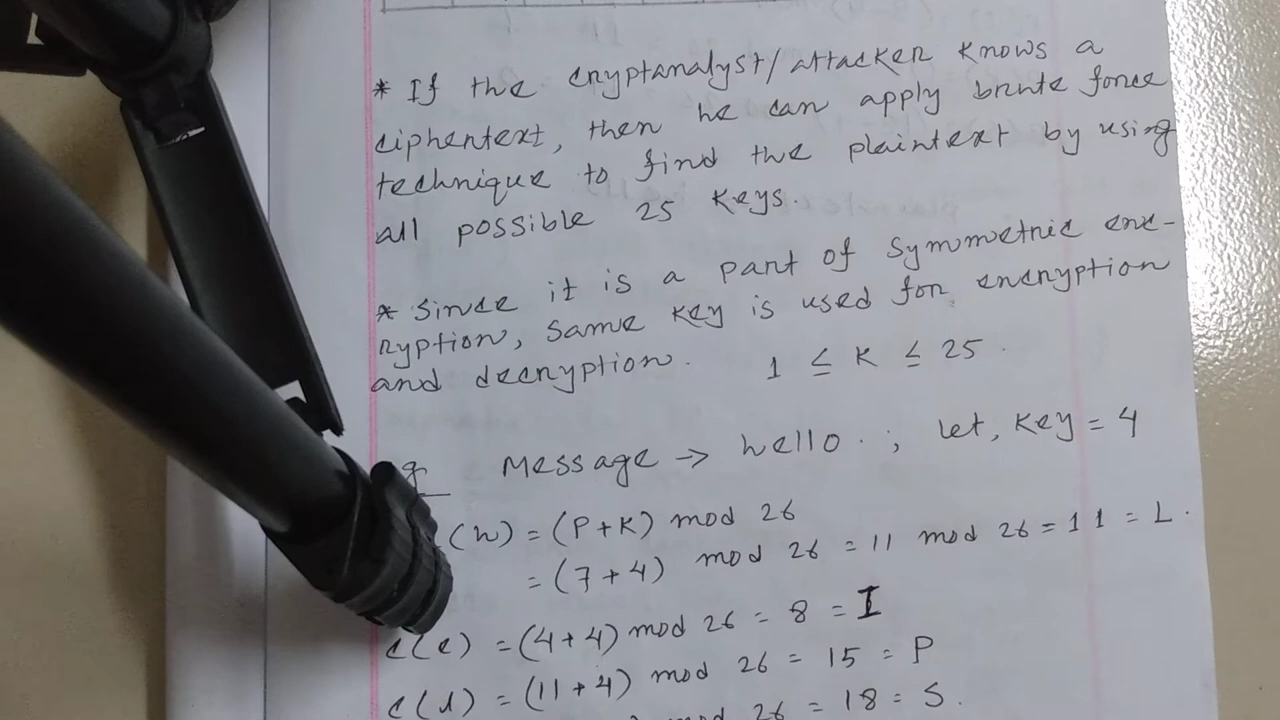 * If the cryptanalyst/attacker knows a
ciphertext, then he can apply brute force
technique to find the plaintext by using
all possible 25 keys.
* Since it is a part of symmetric enc-
ryption, same key is used for encryption
and decryption. 1 ≤ K ≤ 25.
Message → hello. ; let, key = 4
(h) = (P+K) mod 26
= (7+4) mod 26 = 11 mod 26 = 11 = L.
c(e) = (4+4) mod 26 = 8 = I
c(l) = (11+4) mod 26 = 15 = P
mod 26 = 18 = S.